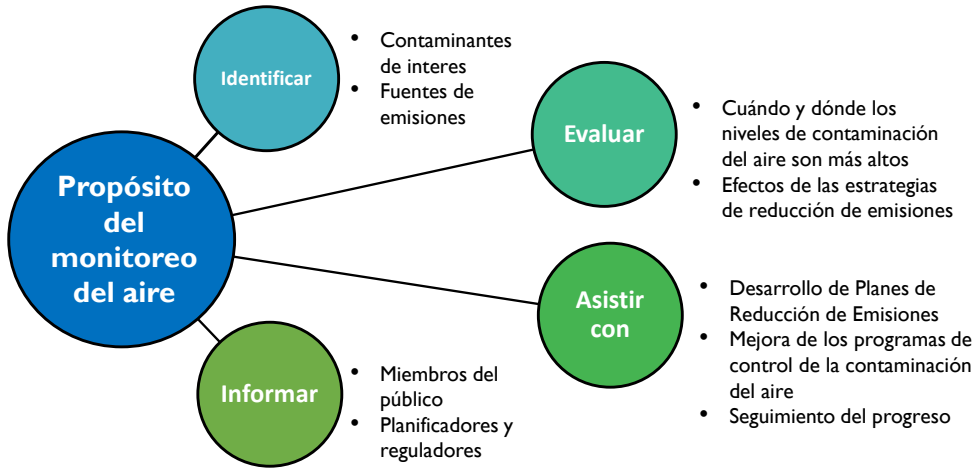 Propósito
del
monitoreo
del aire
Identificar
• Contaminantes
de interes
• Fuentes de
emisiones
Evaluar
• Cuándo y dónde los
niveles de contaminación
del aire son más altos
• Efectos de las estrategias
de reducción de emisiones
Asistir
con
• Desarrollo de Planes de
Reducción de Emisiones
• Mejora de los programas de
control de la contaminación
del aire
• Seguimiento del progreso
Informar
• Miembros del
público
• Planificadores y
reguladores